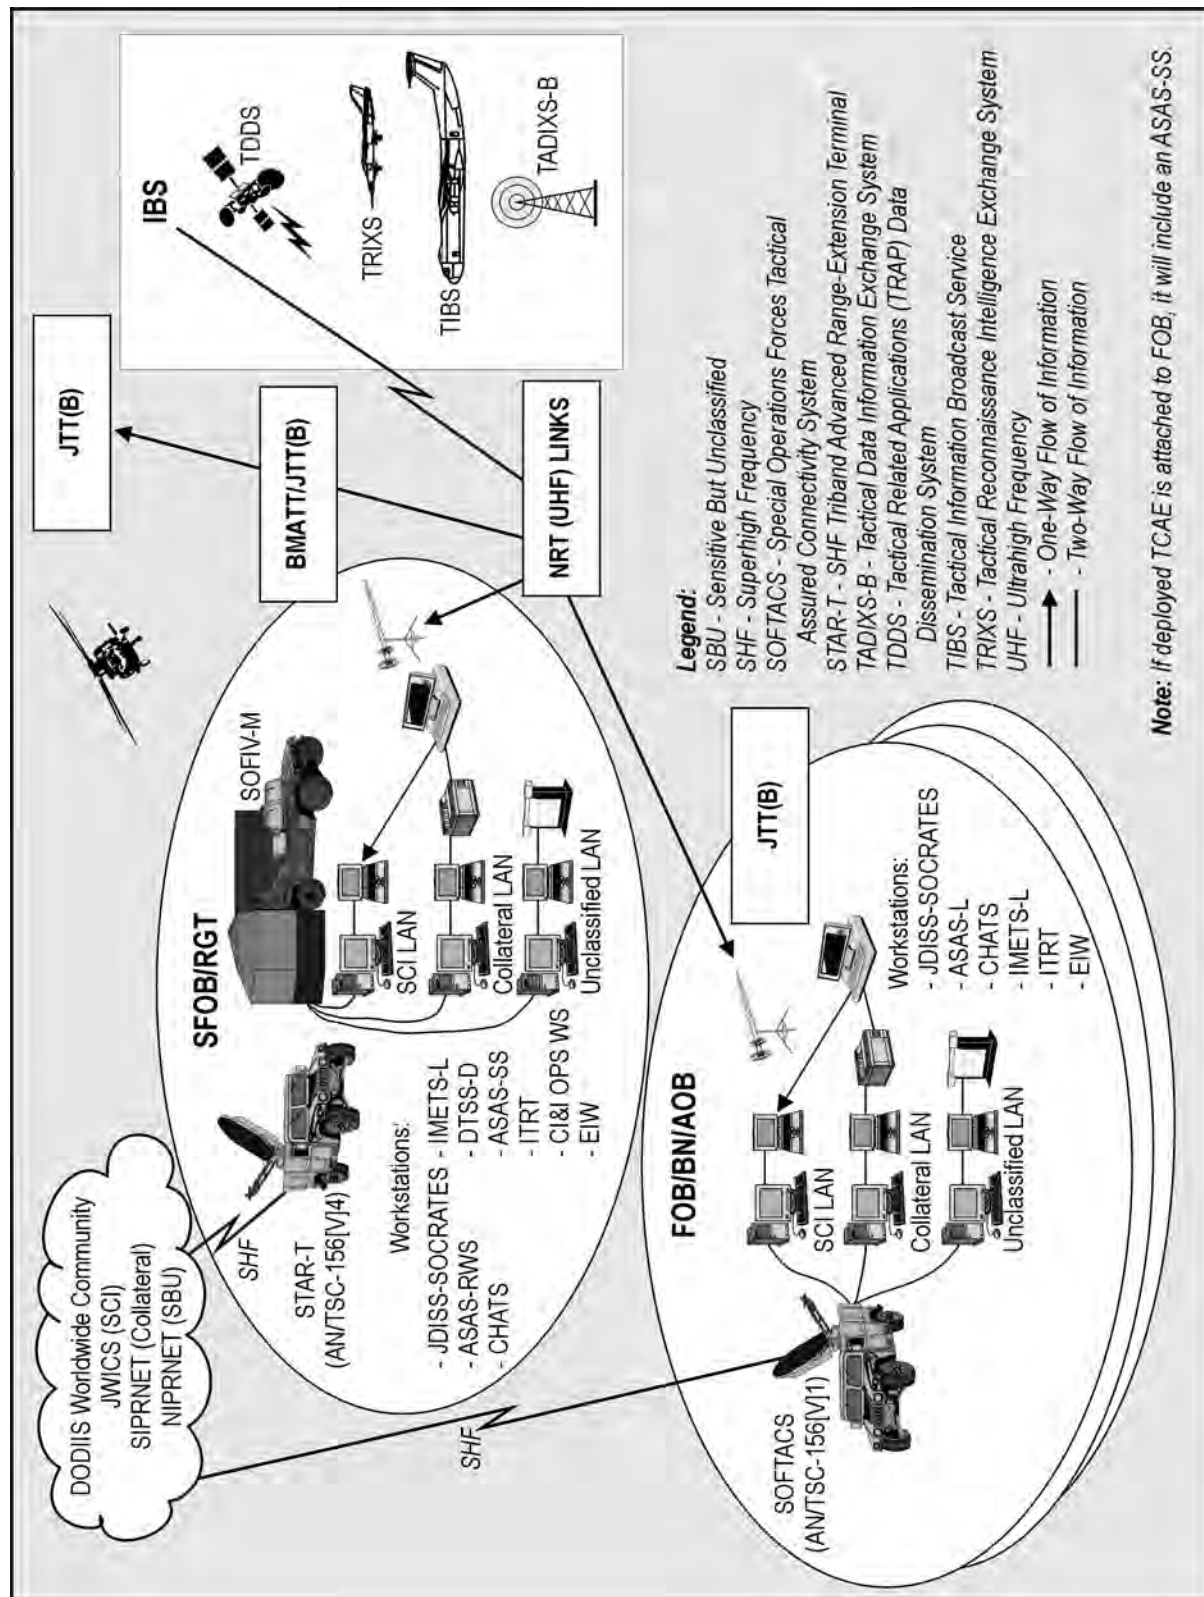 DODIIS Worldwide Community
JWICS (SCI)
SIPRNET (Collateral)
NIPRNET (SBU)
SHF
SHF
STAR-T
(AN/TSC-156[V]4)
SFOB/RGT
SOFIV-M
SCI LAN
Collateral LAN
Unclassified LAN
Workstations:
- JDISS-SOCRATES
- ASAS-RWS
- CHATS
- IMETS-L
- DTSS-D
- ASAS-SS
- ITRT
- CI&I OPS WS
- EIW
JTT(B)
BMATT/JTT(B)
NRT (UHF) LINKS
IBS
TDDS
TRIXS
TIBS
TADIXS-B
FOB/BN/AOB
SOFTACS
(AN/TSC-156[V]1
SCI LAN
Collateral LAN
Unclassified LAN
JTT(B)
Workstations:
- JDISS-SOCRATES
- ASAS-L
- CHATS
- IMETS-L
- ITRT
- EIW
Legend:
SBU - Sensitive But Unclassified
SHF - Superhigh Frequency
SOFTACS - Special Operations Forces Tactical
Assured Connectivity System
STAR-T - SHF Triband Advanced Range-Extension Terminal
TADIXS-B - Tactical Data Information Exchange System
TDDS - Tactical Related Applications (TRAP) Data
Dissemination System
TIBS - Tactical Information Broadcast Service
TRIXS - Tactical Reconnaissance Intelligence Exchange System
UHF - Ultrahigh Frequency
- One-Way Flow of Information
- Two-Way Flow of Information
Note: If deployed TCAE is attached to FOB, it will include an ASAS-SS.